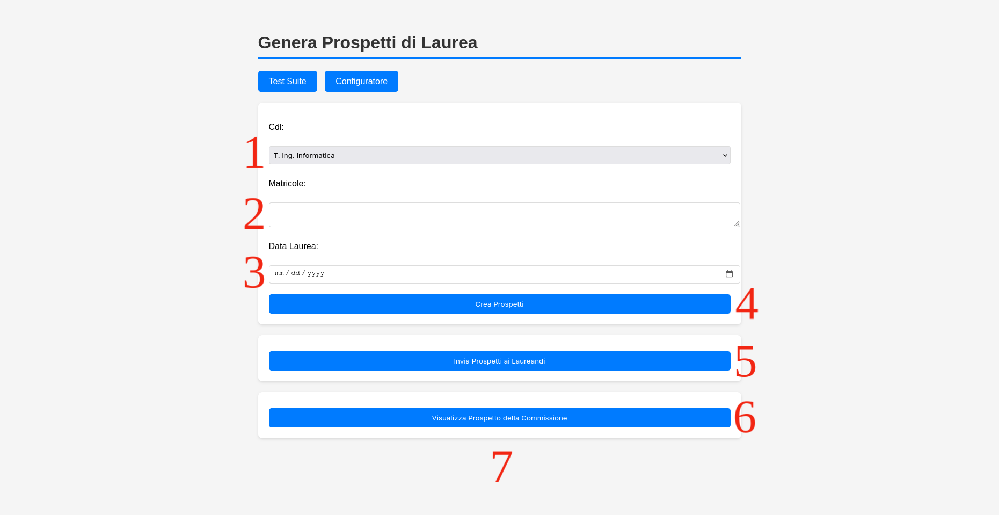 Genera Prospetti di Laurea
Test Suite Configuratore
Cdl:
1 T. Ing. Informatica
Matricole:
2
Data Laurea:
3 mm / dd / yyyy
Crea Prospetti 4
Invia Prospetti ai Laureandi 5
Visualizza Prospetto della Commissione 6
7